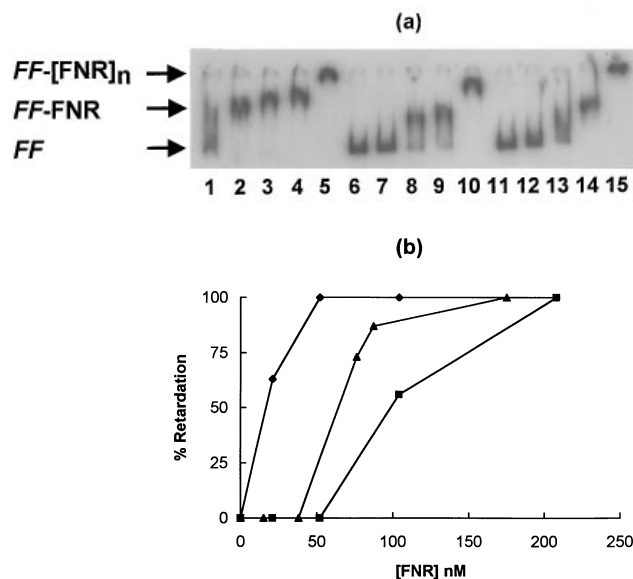 (a)
FF-[FNR]n
FF-FNR
FF
1 2 3 4 5 6 7 8 9 10 11 12 13 14 15
(b)
100
75
50
25
0
% Retardation
0 50 100 150 200 250
[FNR] nM